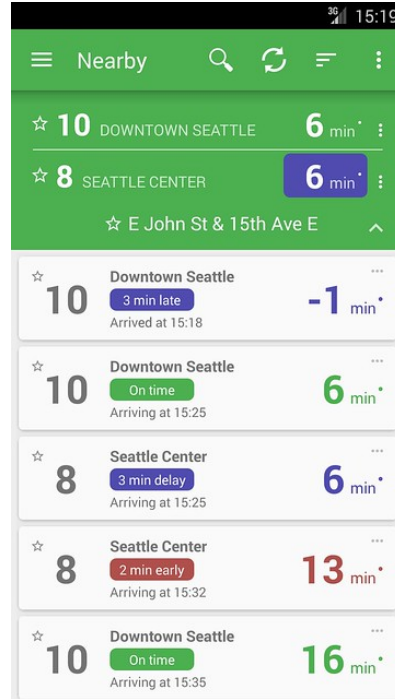 3G 15:19
Nearby
10 DOWNTOWN SEATTLE 6 min
8 SEATTLE CENTER 6 min
E John St & 15th Ave E
10 Downtown Seattle -1 min
3 min late
Arrived at 15:18
10 Downtown Seattle 6 min
On time
Arriving at 15:25
8 Seattle Center 6 min
3 min delay
Arriving at 15:25
8 Seattle Center 13 min
2 min early
Arriving at 15:32
10 Downtown Seattle 16 min
On time
Arriving at 15:35